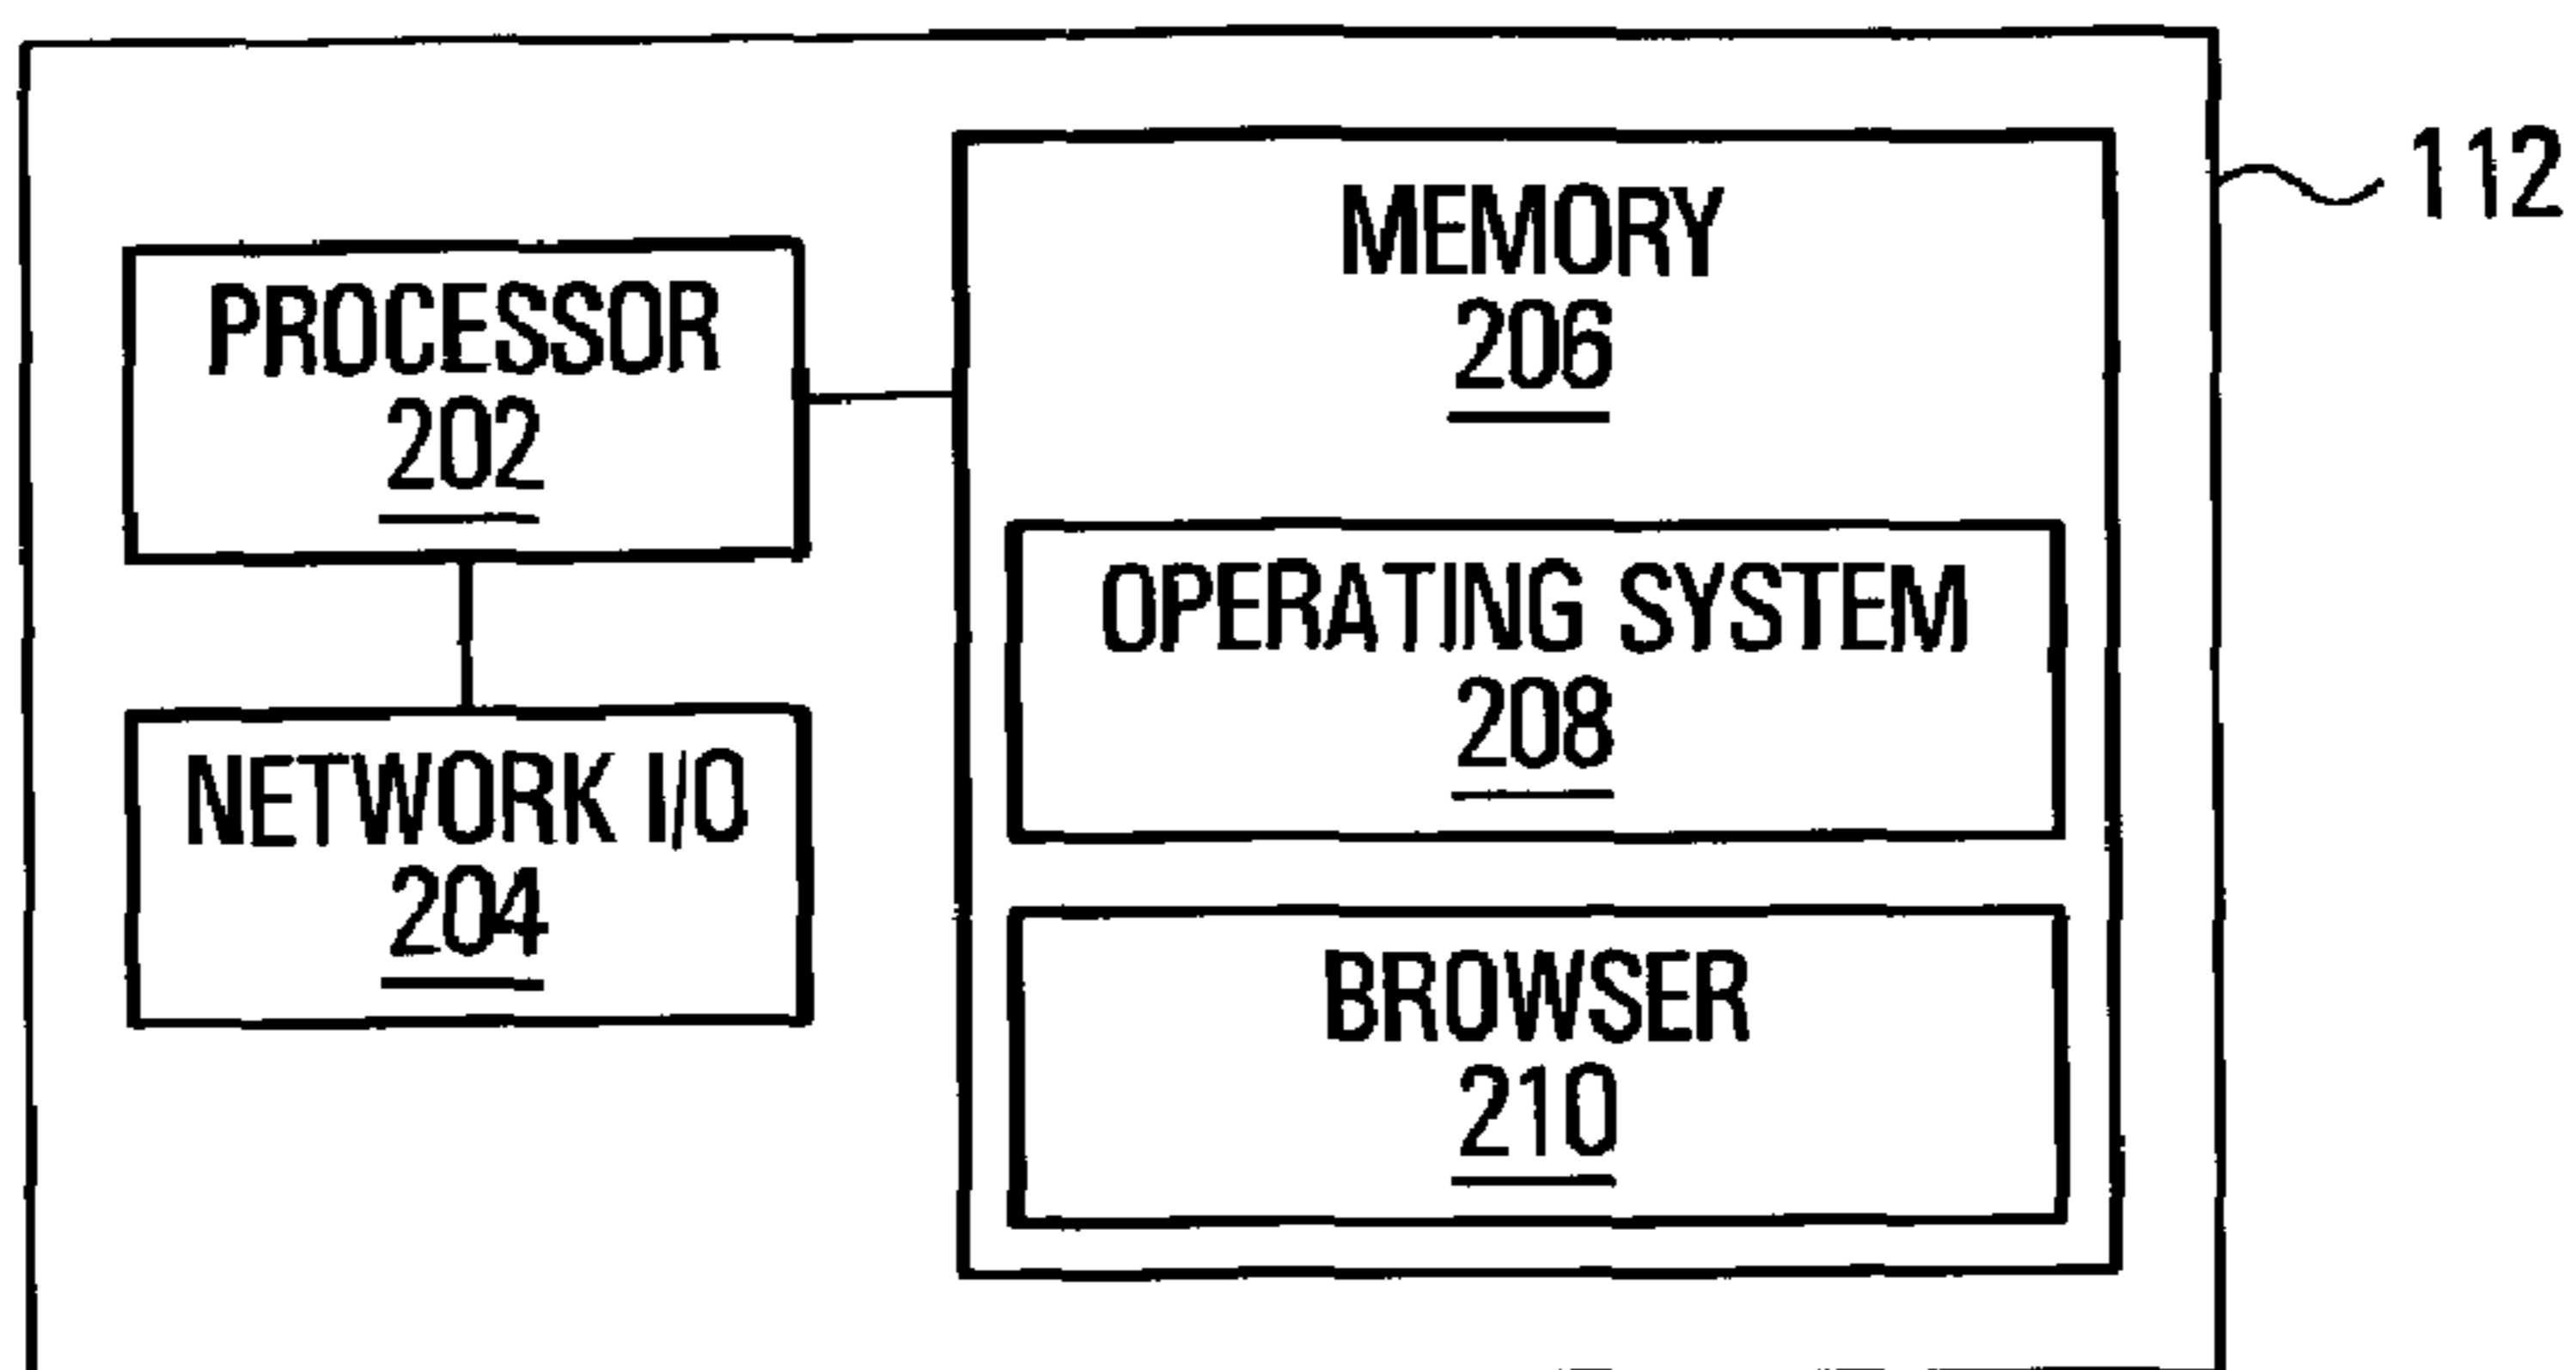 112
MEMORY
206
PROCESSOR
202
OPERATING SYSTEM
208
NETWORK I/O
204
BROWSER
210